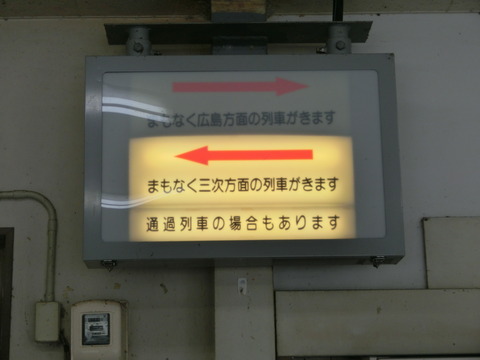 まもなく広島方面の列車がきます
まもなく三次方面の列車がきます
通過列車の場合もあります